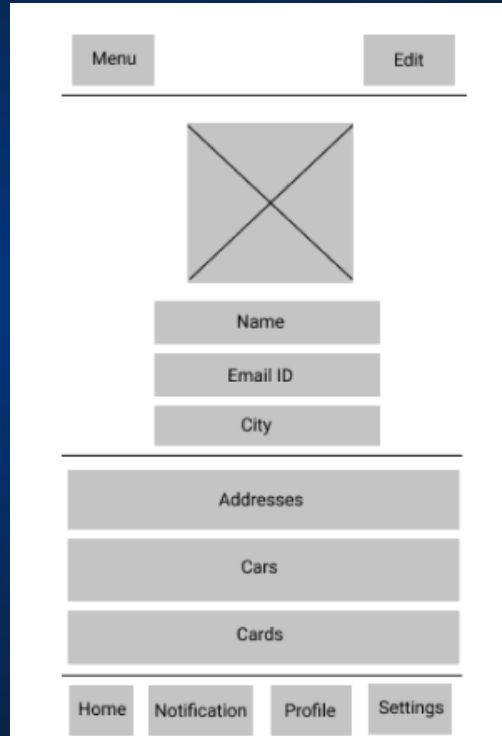 Menu Edit
Name
Email ID
City
Addresses
Cars
Cards
Home Notification Profile Settings